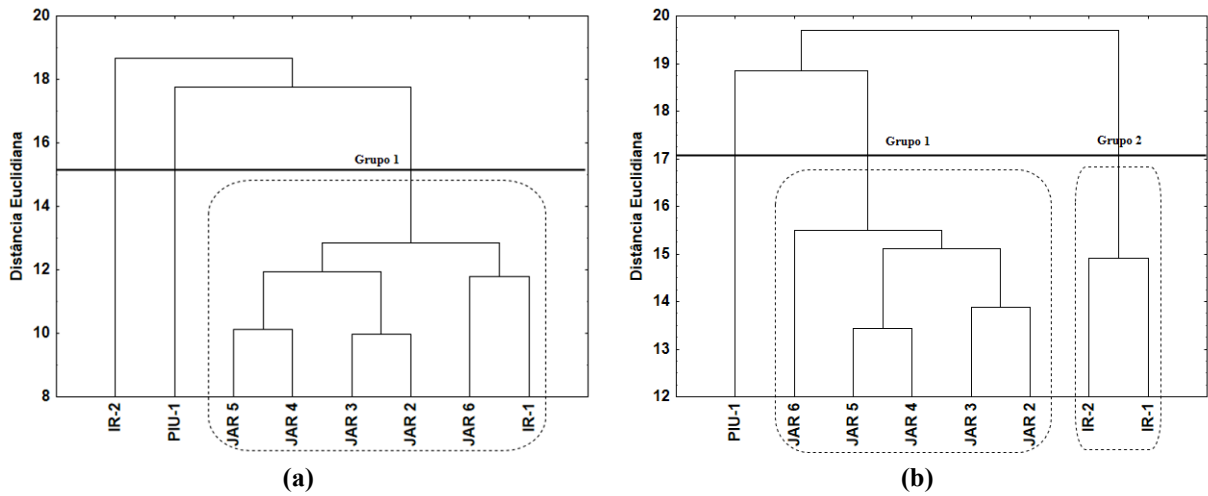 20
18
16
14
12
10
8
Distância Euclidiana
Grupo 1
IR-2
PIU-1
JAR 5
JAR 4
JAR 3
JAR 2
JAR 6
IR-1
(a)
20
19
18
17
16
15
14
13
12
Distância Euclidiana
Grupo 1
Grupo 2
PIU-1
JAR 6
JAR 5
JAR 4
JAR 3
JAR 2
IR-2
IR-1
(b)